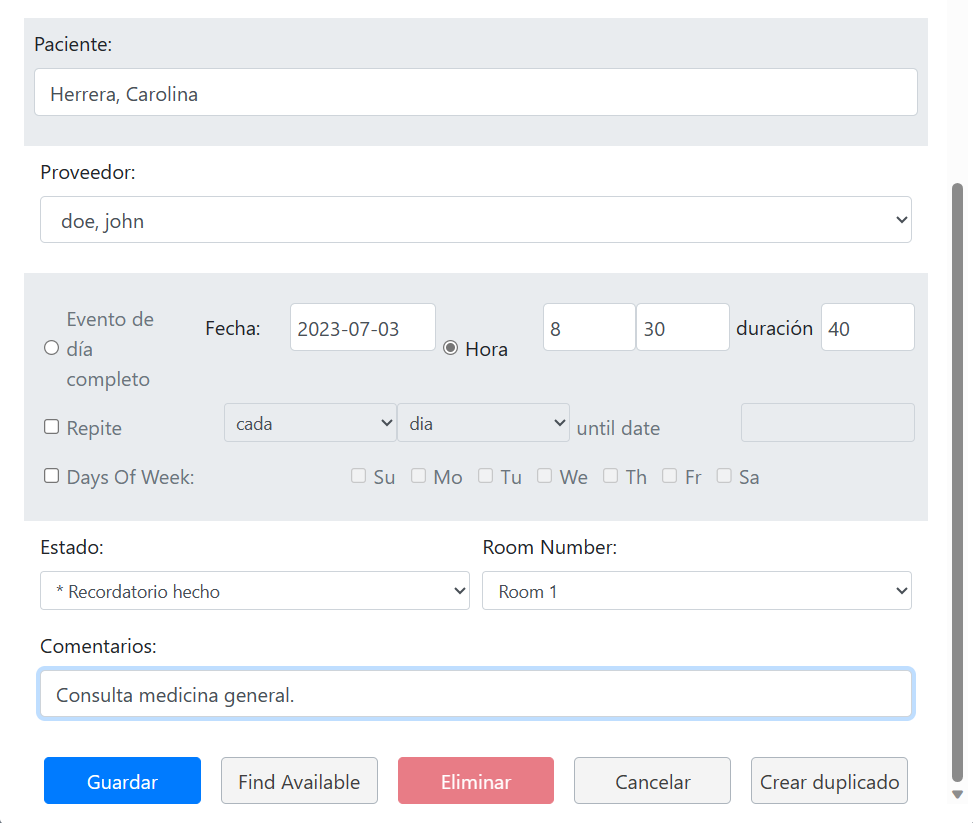 Paciente:
Herrera, Carolina
Proveedor:
doe, john
Evento de
día
completo
Fecha:
2023-07-03
Hora
8
30
duración
40
Repite
cada
dia
until date
Days Of Week:
Su
Mo
Tu
We
Th
Fr
Sa
Estado:
Room Number:
* Recordatorio hecho
Room 1
Comentarios:
Consulta medicina general.
Guardar
Find Available
Eliminar
Cancelar
Crear duplicado